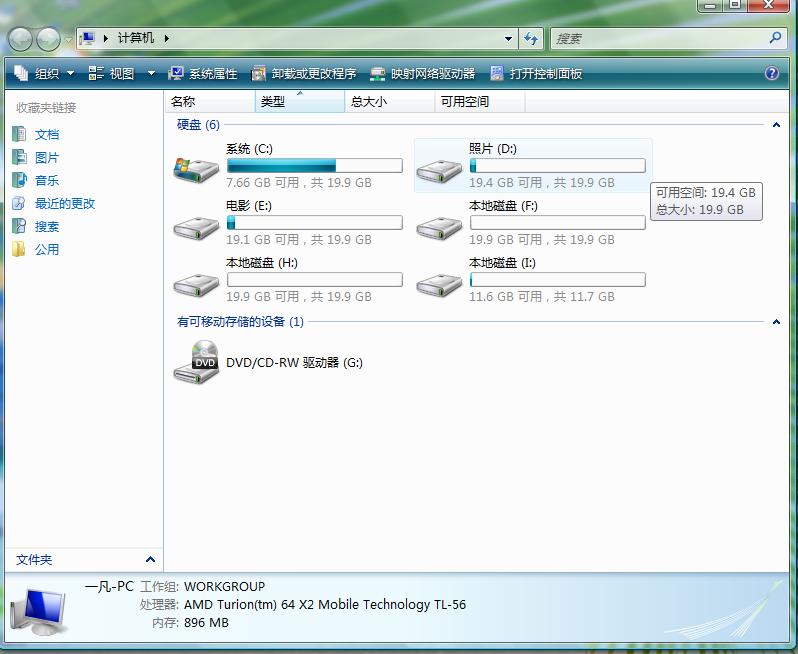 计算机
搜索
组织 视图 系统属性 卸载或更改程序 映射网络驱动器 打开控制面板
收藏夹链接
文档
图片
音乐
最近的更改
搜索
公用
文件夹
名称 类型 总大小 可用空间
硬盘 (6)
系统 (C:)
7.66 GB 可用，共 19.9 GB
照片 (D:)
19.4 GB 可用，共 19.9 GB
可用空间: 19.4 GB
总大小: 19.9 GB
电影 (E:)
19.1 GB 可用，共 19.9 GB
本地磁盘 (F:)
19.9 GB 可用，共 19.9 GB
本地磁盘 (H:)
19.9 GB 可用，共 19.9 GB
本地磁盘 (I:)
11.6 GB 可用，共 11.7 GB
有可移动存储的设备 (1)
DVD
DVD/CD-RW 驱动器 (G:)
一凡-PC 工作组: WORKGROUP
处理器: AMD Turion(tm) 64 X2 Mobile Technology TL-56
内存: 896 MB